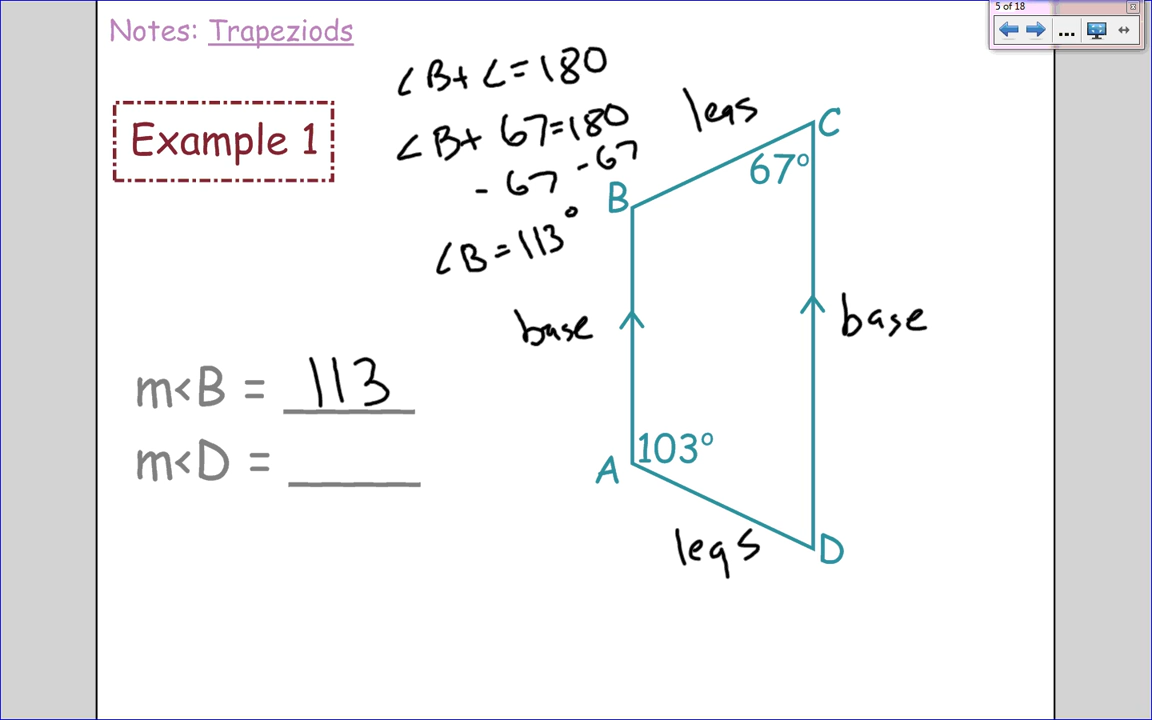 5 of 18
Notes: Trapeziods
Example 1
∠B + C = 180
∠B + 67 = 180
- 67 - 67
∠B = 113°
m<B = 113
m<D = ____
legs
C
67°
B
base
base
103°
A
legs
D